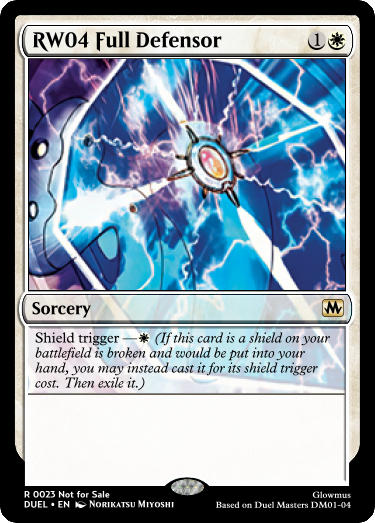 RW04 Full Defensor 1
Sorcery
M
Shield trigger — (If this card is a shield on your
battlefield is broken and would be put into your
hand, you may instead cast it for its shield trigger
cost. Then exile it.)
R 0023 Not for Sale
Glowmus
DUEL • EN NORIKATSU MIYOSHI
Based on Duel Masters DM01-04